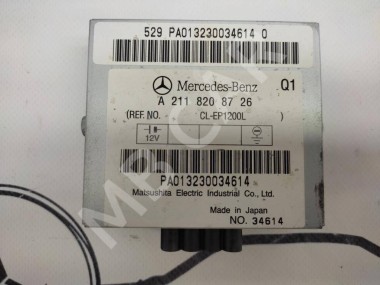 529 PA013230034614 0
Mercedes-Benz Q1
A 211 820 87 26
(REF. NO. CL-EP1200L )
12V
PA013230034614
Matsushita Electric Industrial Co., Ltd.
Made in Japan
NO. 34614